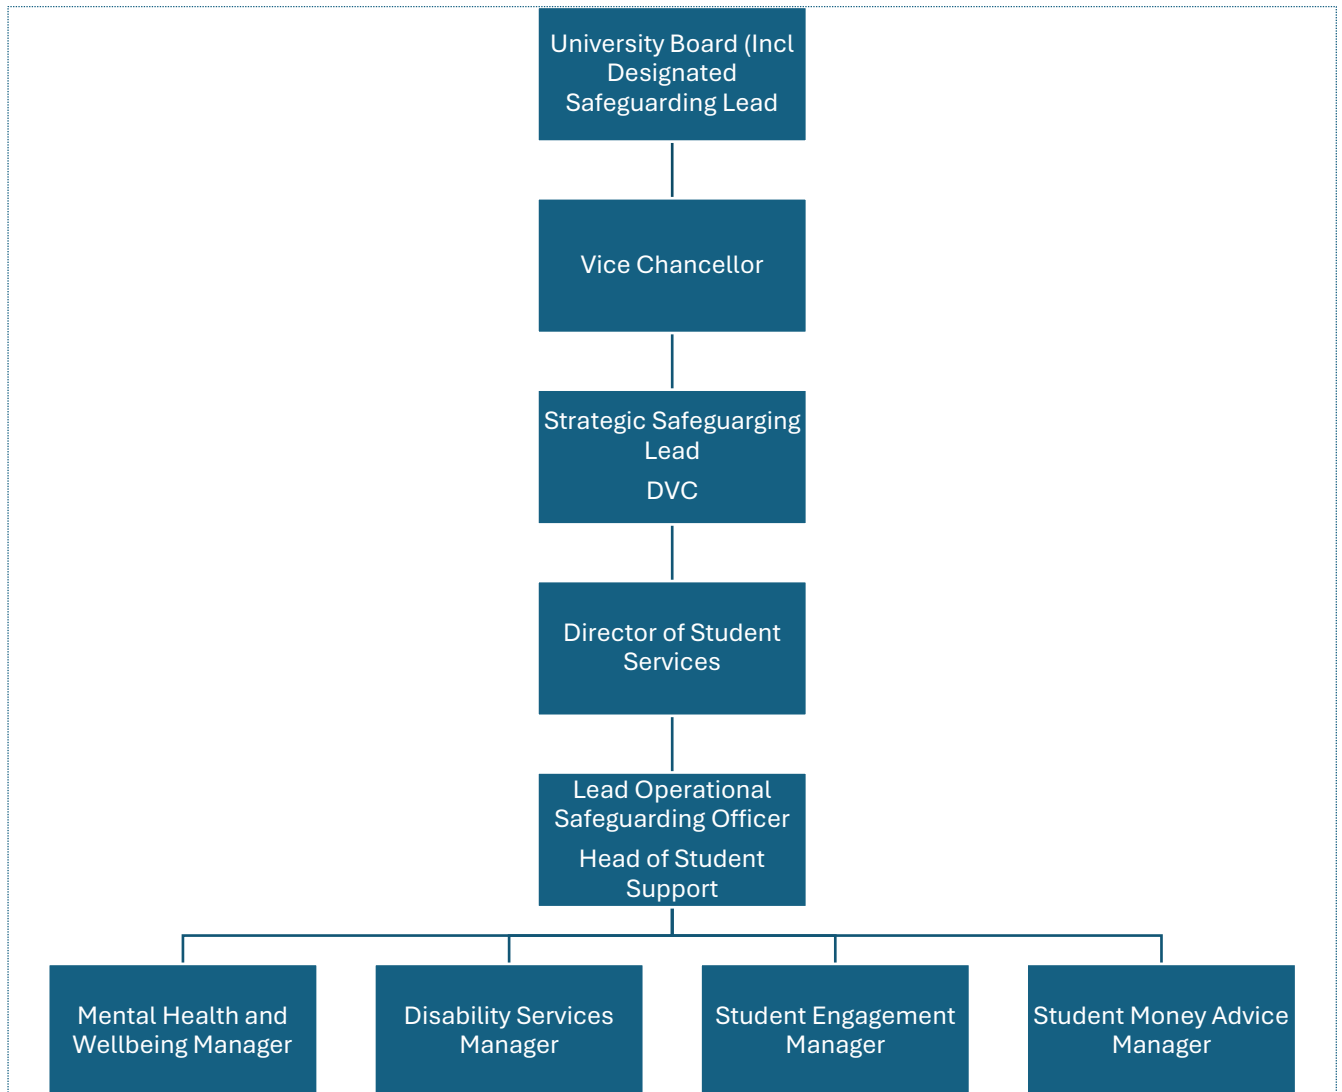 University Board (Incl
Designated
Safeguarding Lead
Vice Chancellor
Strategic Safeguarging
Lead
DVC
Director of Student
Services
Lead Operational
Safeguarding Officer
Head of Student
Support
Mental Health and
Wellbeing Manager
Disability Services
Manager
Student Engagement
Manager
Student Money Advice
Manager